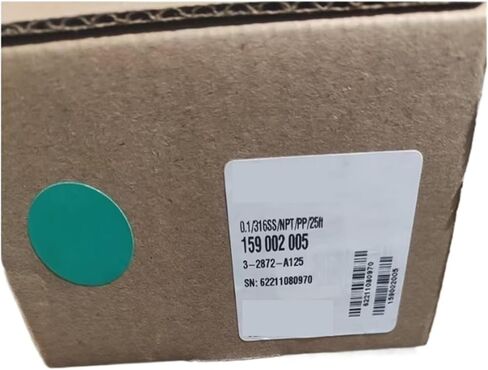 0.1/316SS/NPT/PP/25ft
159 002 005
3-2872-A125
SN: 62211080970
62211080970
159002005